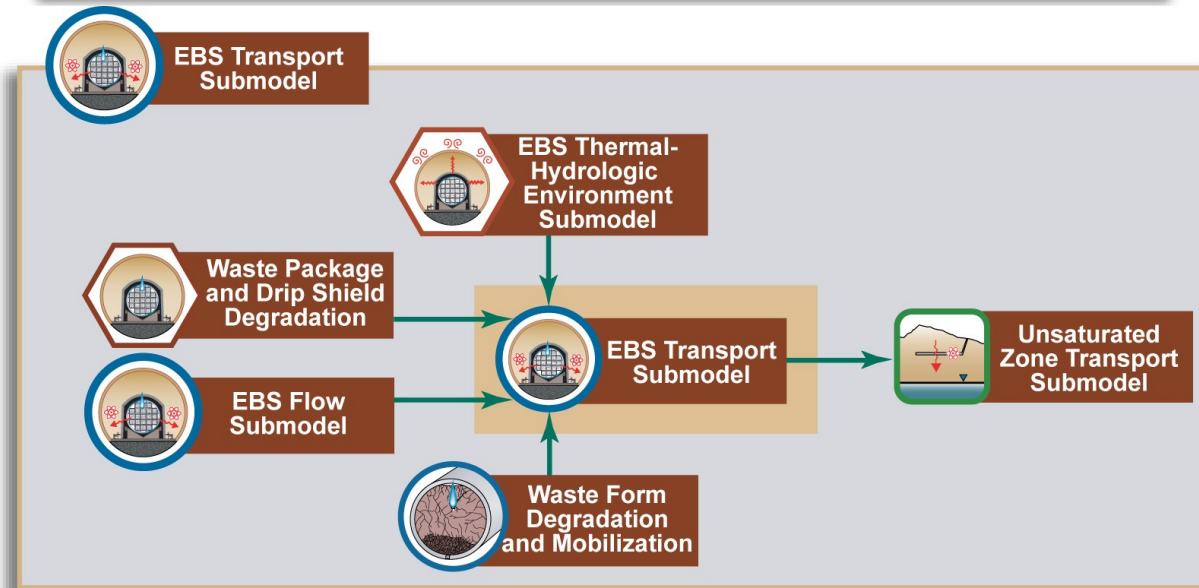 EBS Transport
Submodel
EBS Thermal-
Hydrologic
Environment
Submodel
Waste Package
and Drip Shield
Degradation
EBS Transport
Submodel
Unsaturated
Zone Transport
Submodel
EBS Flow
Submodel
Waste Form
Degradation
and Mobilization